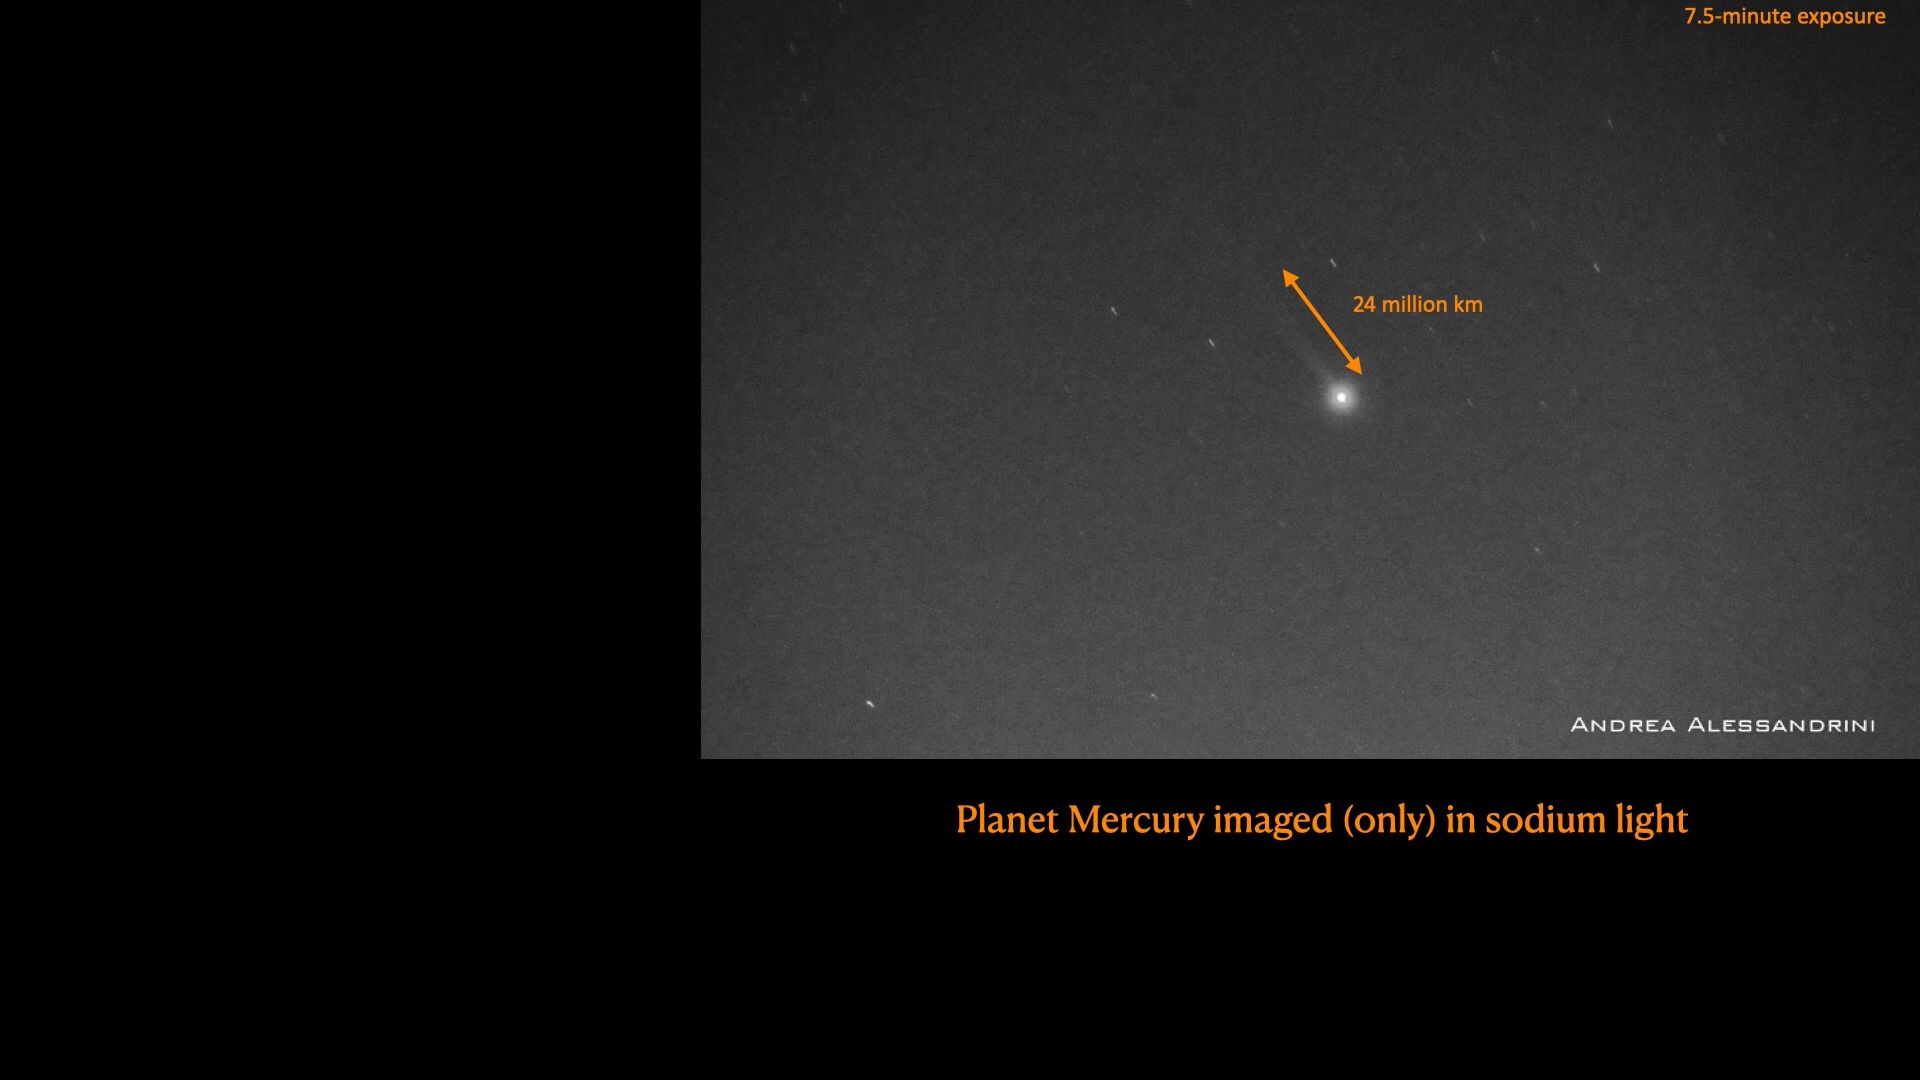 7.5-minute exposure
24 million km
ANDREA ALESSANDRINI
Planet Mercury imaged (only) in sodium light